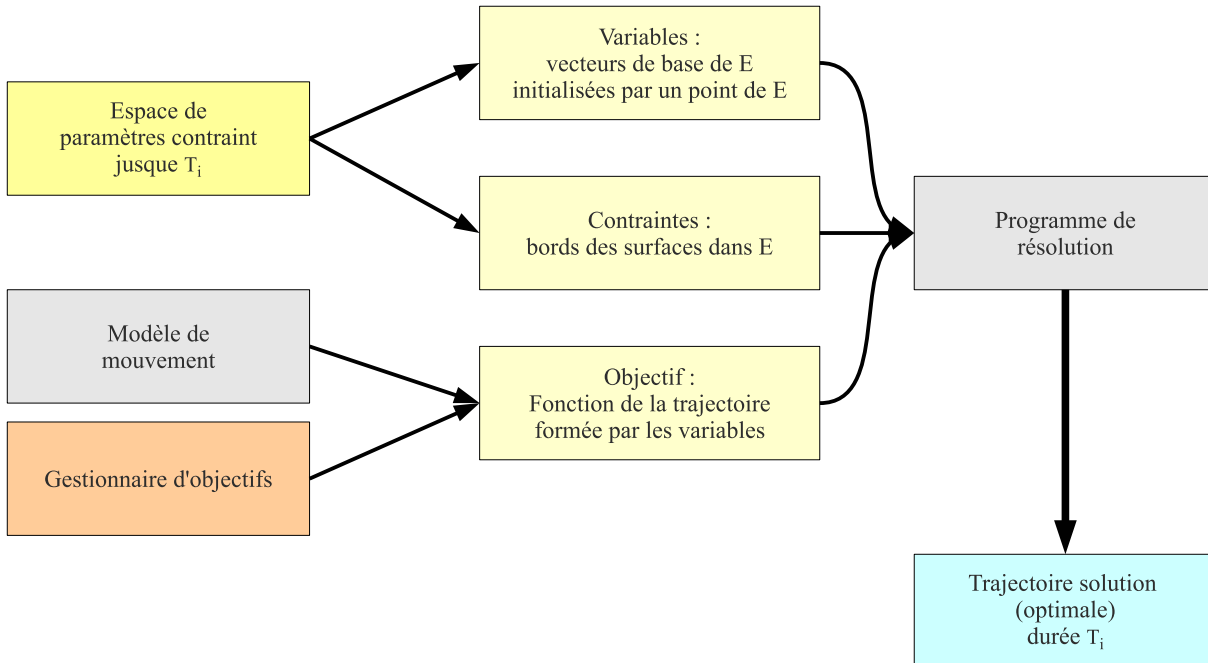 Variables :
vecteurs de base de E
initialisées par un point de E
Espace de
paramètres contraint
jusque Ti
Contraintes :
bords des surfaces dans E
Programme de
résolution
Modèle de
mouvement
Objectif :
Fonction de la trajectoire
formée par les variables
Gestionnaire d'objectifs
Trajectoire solution
(optimale)
durée Ti